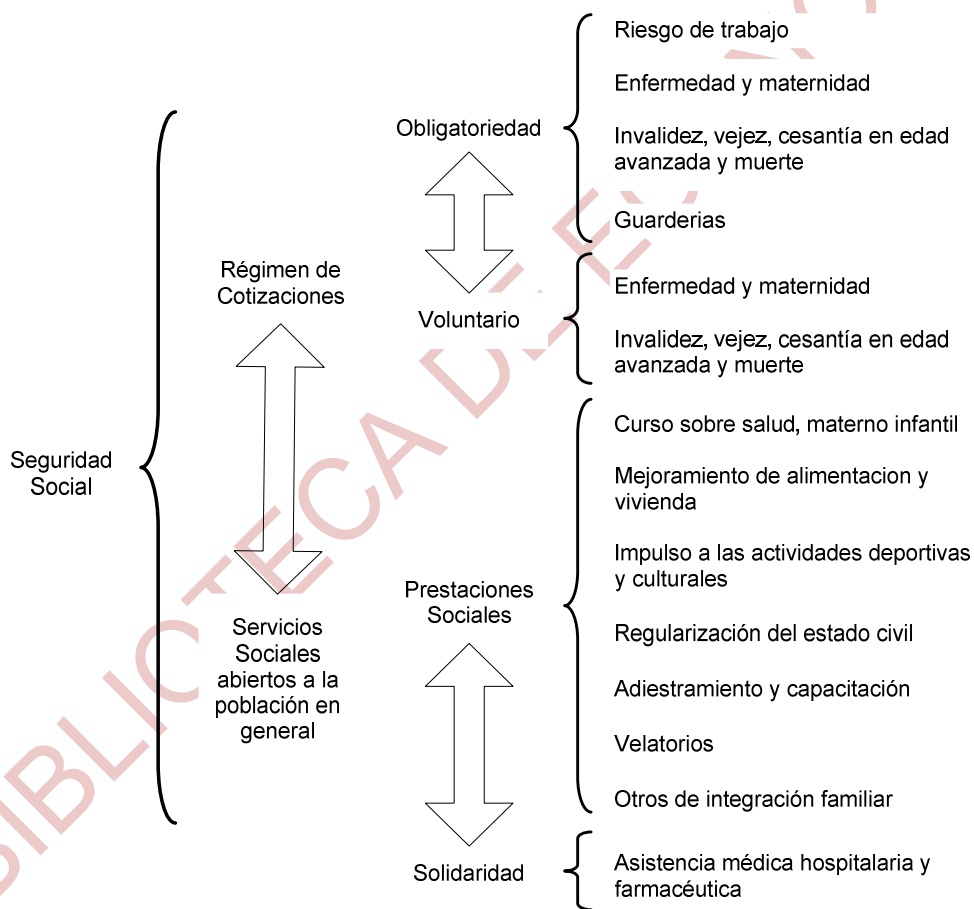 Seguridad
Social
Régimen de
Cotizaciones
Obligatoriedad
Riesgo de trabajo
Enfermedad y maternidad
Invalidez, vejez, cesantía en edad
avanzada y muerte
Guarderias
Voluntario
Enfermedad y maternidad
Invalidez, vejez, cesantía en edad
avanzada y muerte
Servicios
Sociales
abiertos a la
población en
general
Prestaciones
Sociales
Curso sobre salud, materno infantil
Mejoramiento de alimentacion y
vivienda
Impulso a las actividades deportivas
y culturales
Regularización del estado civil
Adiestramiento y capacitación
Velatorios
Otros de integración familiar
Solidaridad
Asistencia médica hospitalaria y
farmacéutica
BIBLIOTECA DE